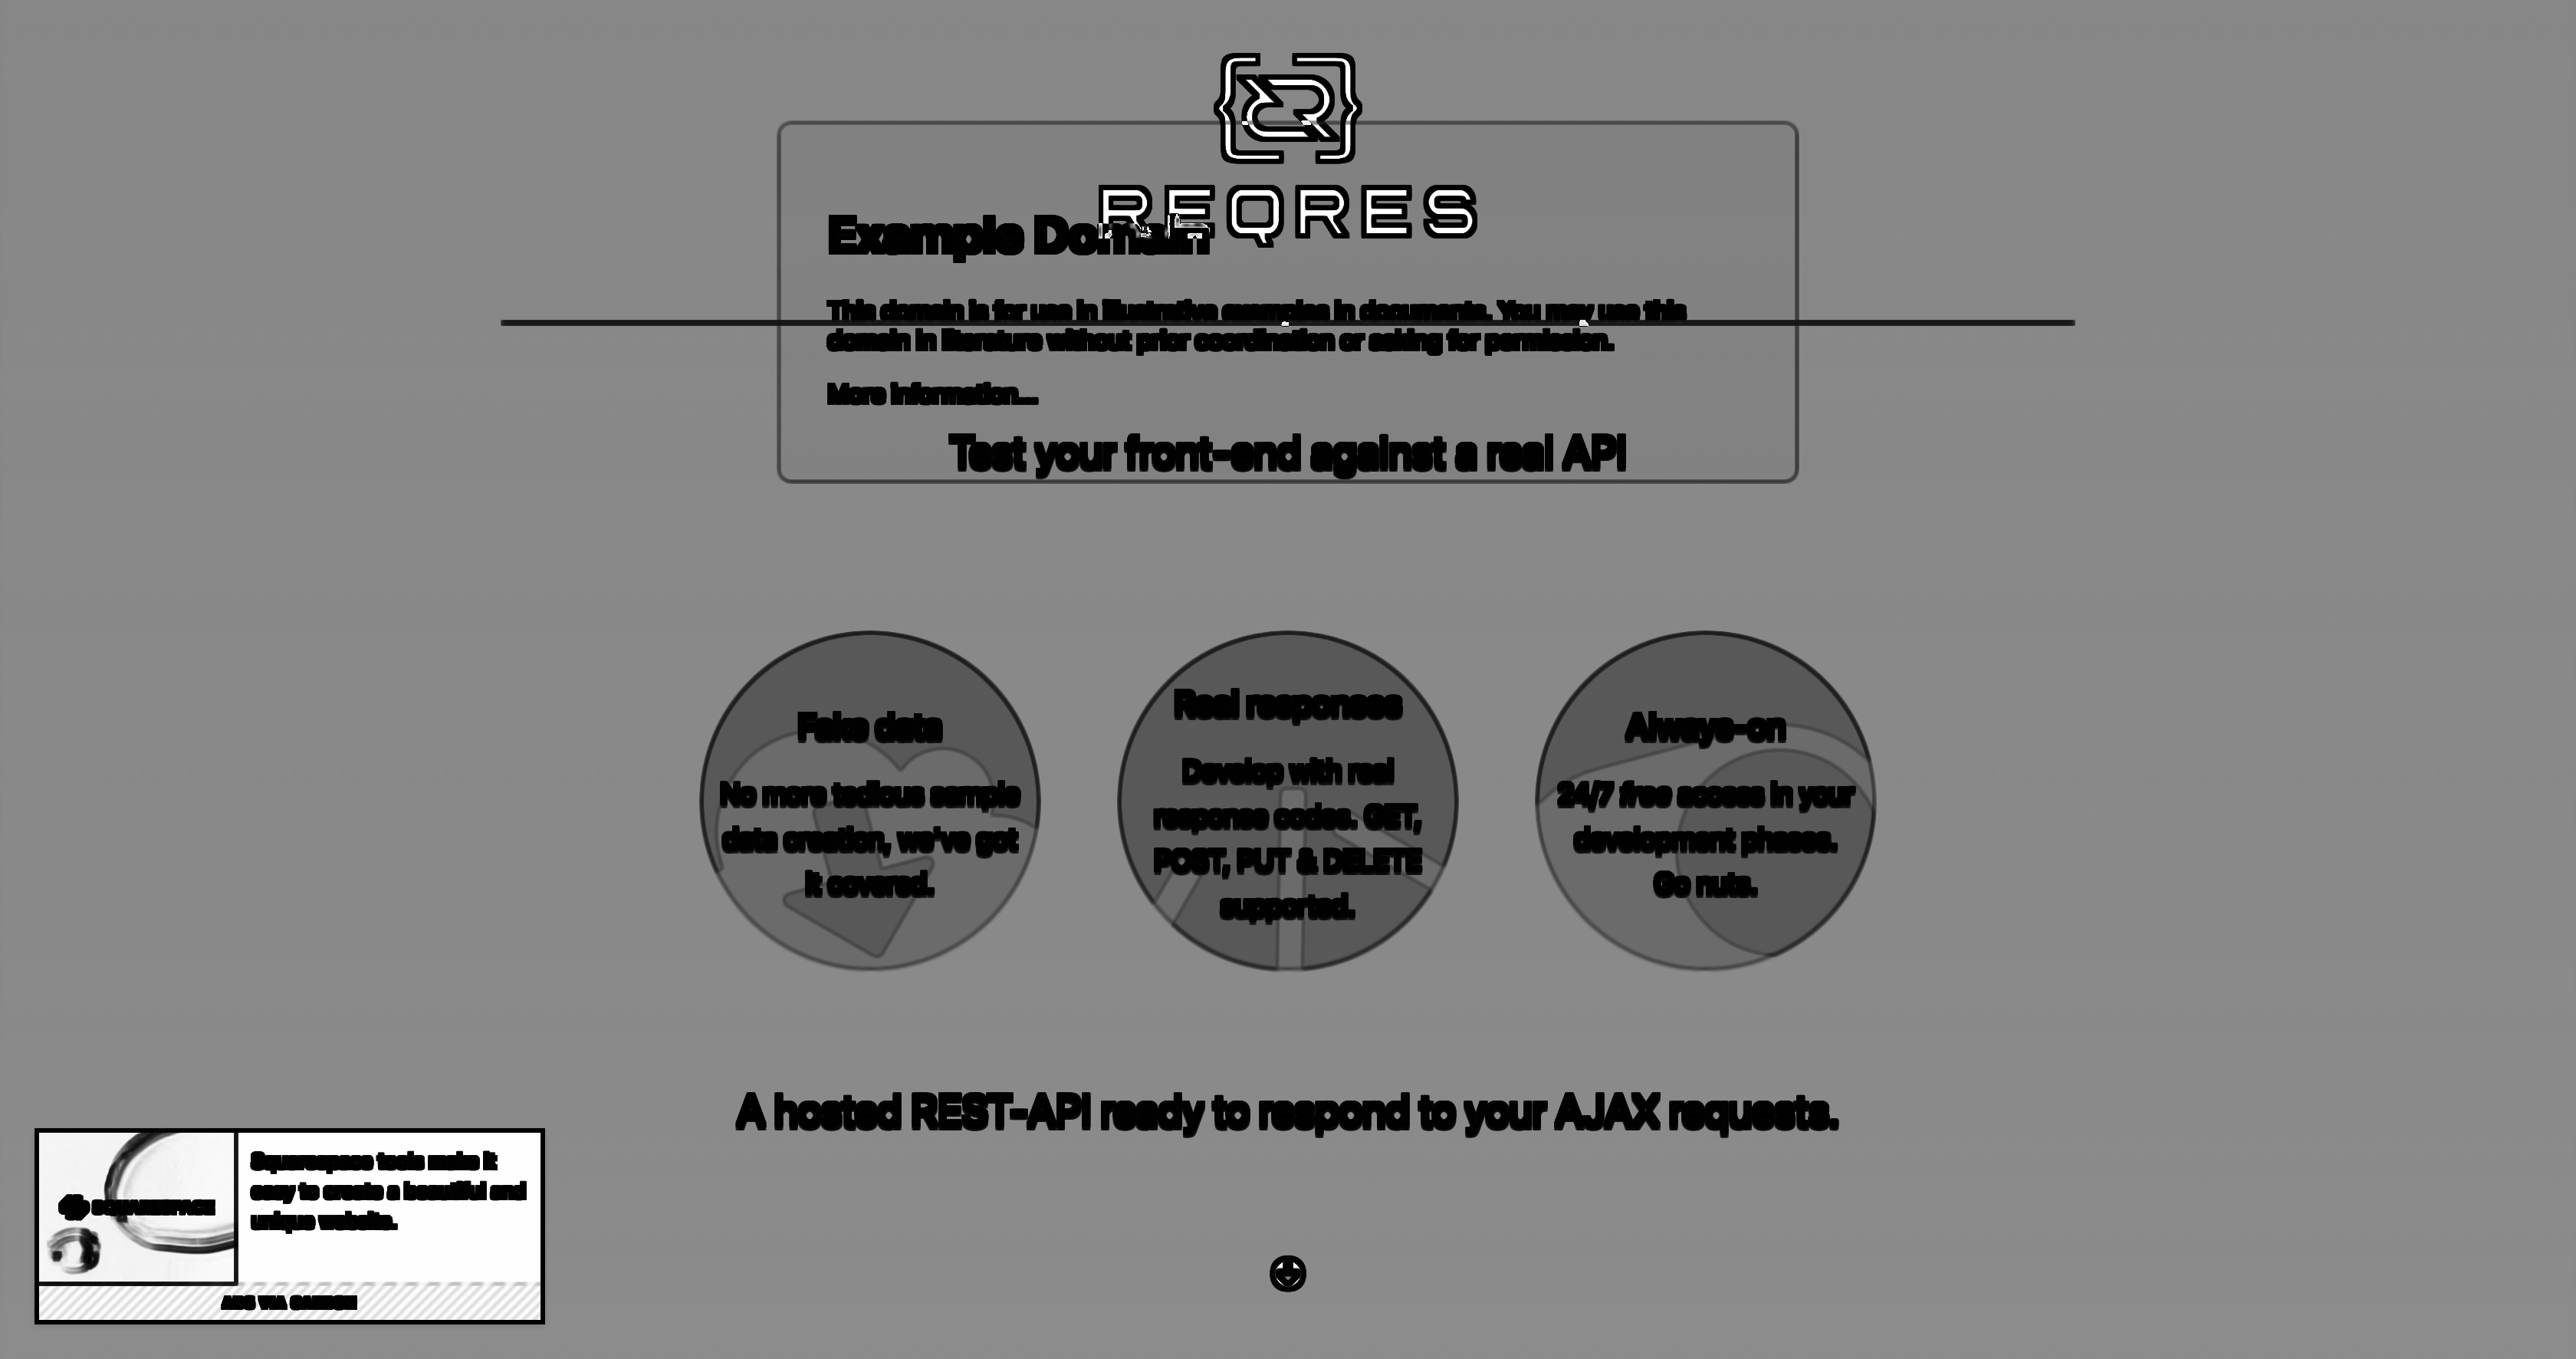 REQRES
Example Domain
This domain is for use in illustrative examples in documents. You may use this
domain in literature without prior coordination or asking for permission.
More information...
Test your front-end against a real API
Fake data
No more tedious sample
data creation, we've got
it covered.
Real responses
Develop with real
response codes. GET,
POST, PUT & DELETE
supported.
Always-on
24/7 free access in your
development phases.
Go nuts.
A hosted REST-API ready to respond to your AJAX requests.
SQUARESPACE
Squarespace tools make it
easy to create a beautiful and
unique website.
ADS VIA CARBON